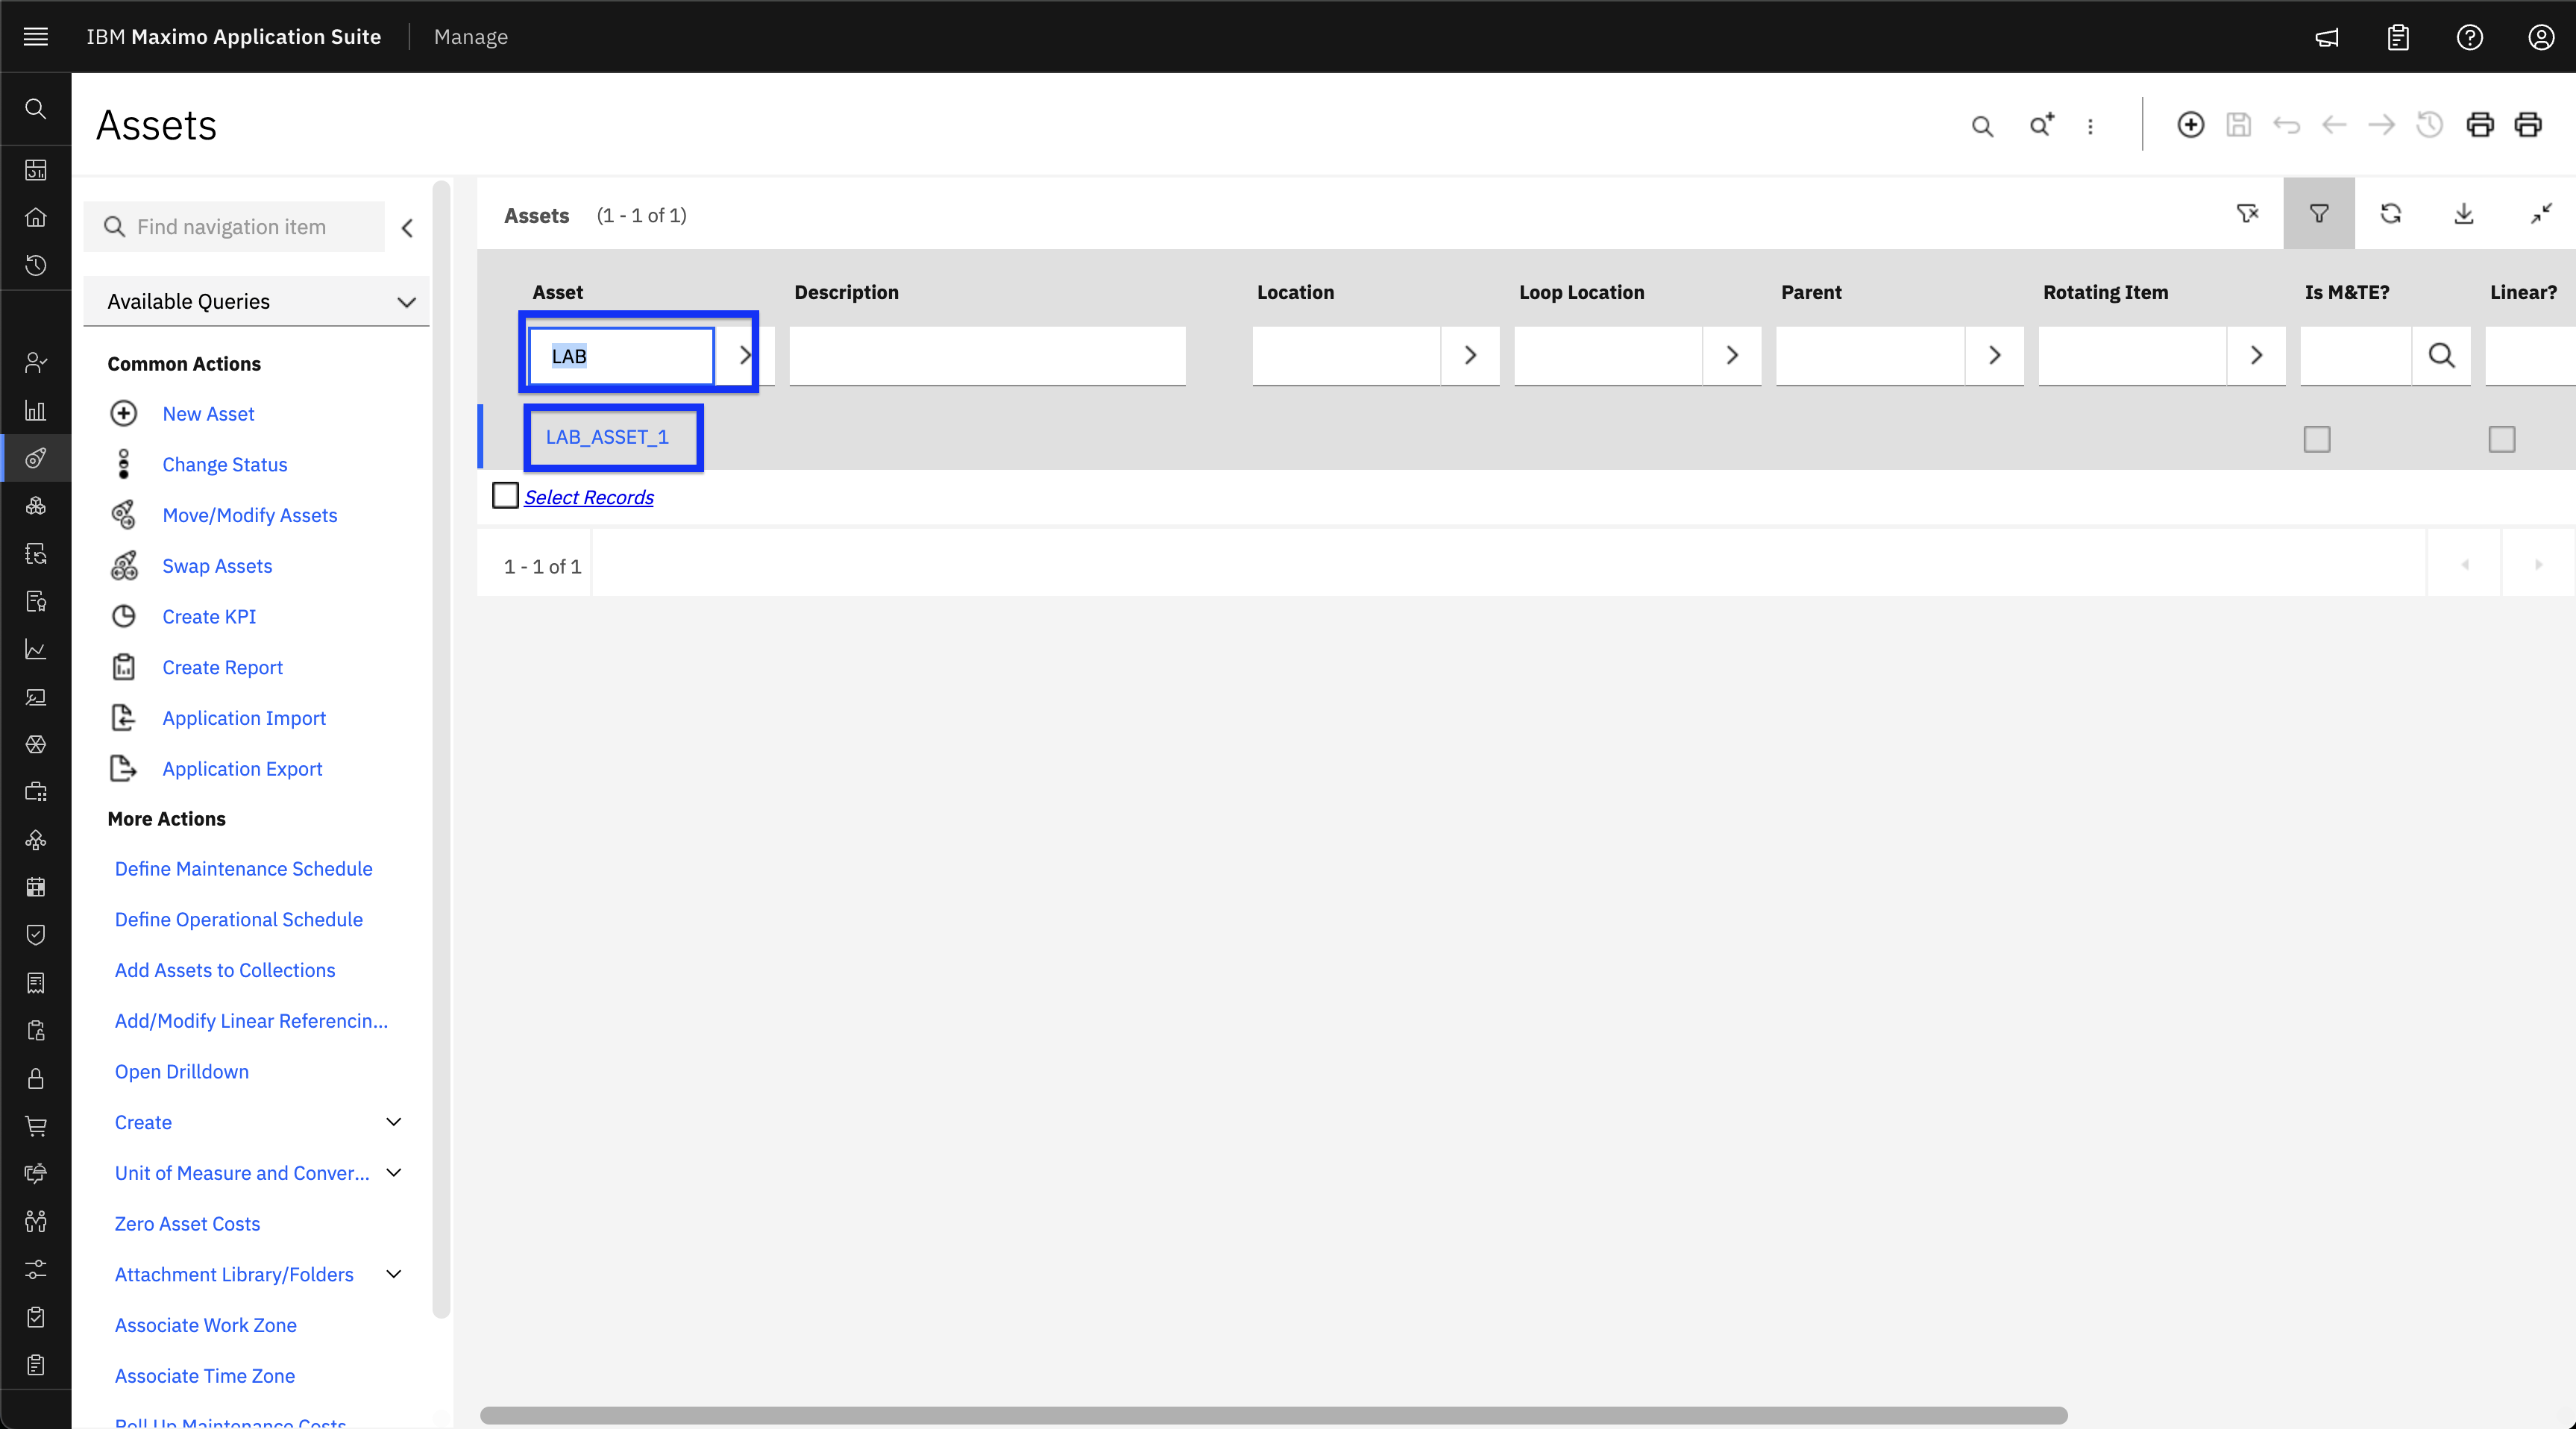 IBM Maximo Application Suite
Manage
Assets
Find navigation item
Available Queries
Common Actions
New Asset
Change Status
Move/Modify Assets
Swap Assets
Create KPI
Create Report
Application Import
Application Export
More Actions
Define Maintenance Schedule
Define Operational Schedule
Add Assets to Collections
Add/Modify Linear Referencin...
Open Drilldown
Create
Unit of Measure and Conver...
Zero Asset Costs
Attachment Library/Folders
Associate Work Zone
Associate Time Zone
Roll Up Maintenance Costs
Assets (1 - 1 of 1)
Asset Description Location Loop Location Parent Rotating Item Is M&TE? Linear?
LAB
LAB_ASSET_1
Select Records
1 - 1 of 1